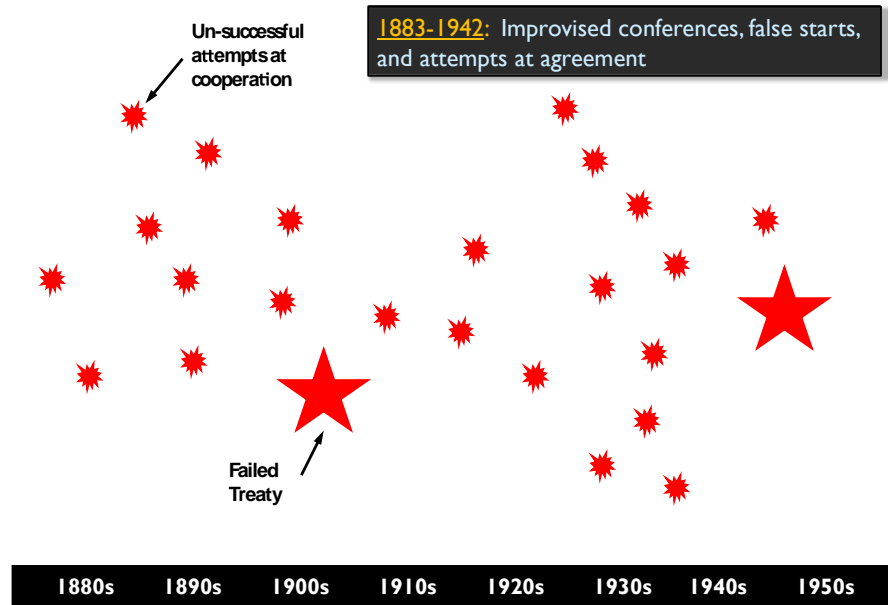 Un-successful
attempts at
cooperation
1883-1942: Improvised conferences, false starts,
and attempts at agreement
Failed
Treaty
1880s 1890s 1900s 1910s 1920s 1930s 1940s 1950s